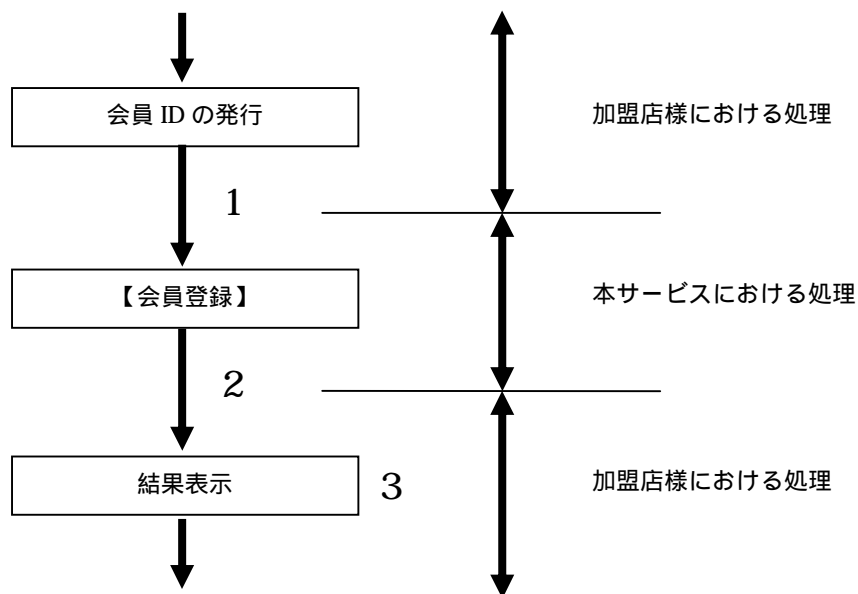 会員 ID の発行
加盟店様における処理
1
【会員登録】
本サービスにおける処理
2
結果表示
3
加盟店様における処理